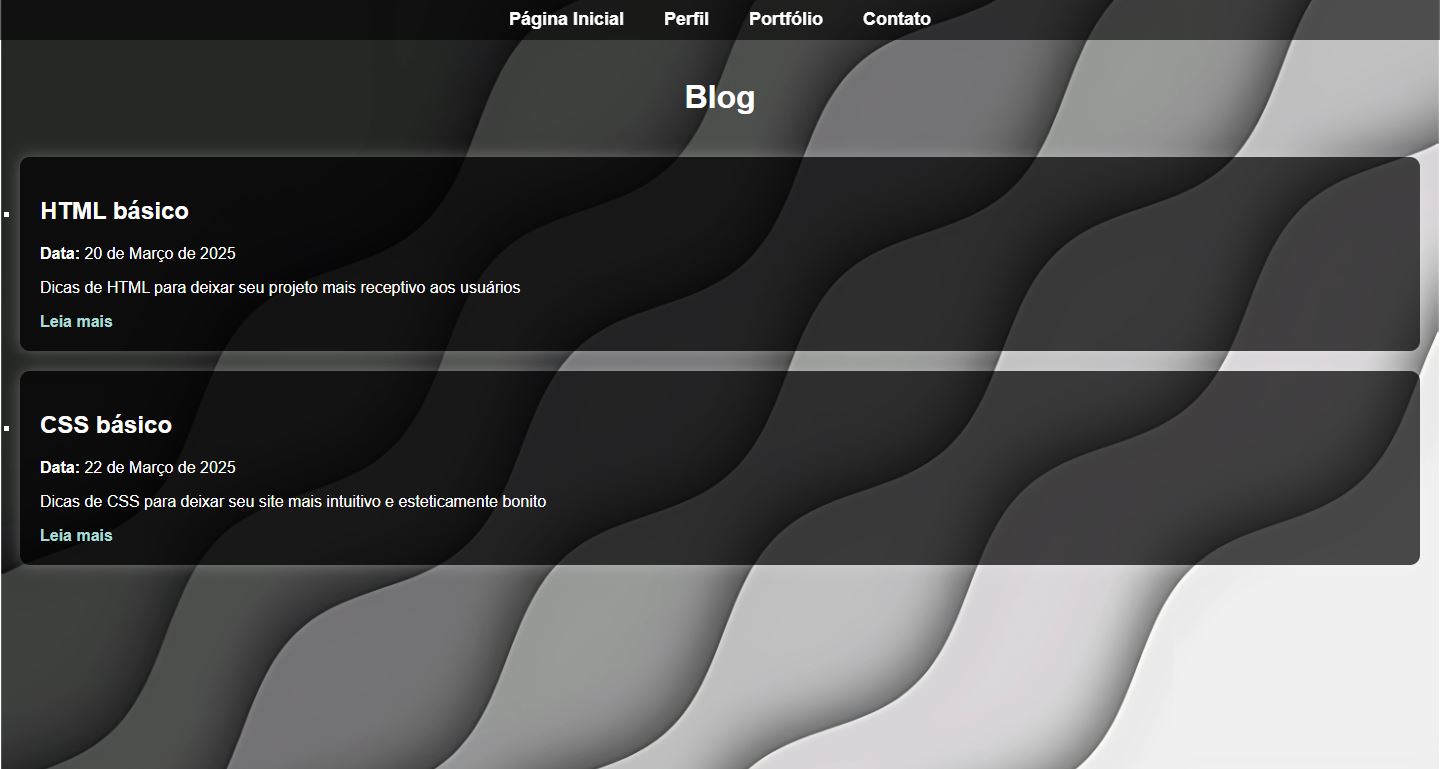 Página Inicial Perfil Portfólio Contato
Blog
HTML básico
Data: 20 de Março de 2025
Dicas de HTML para deixar seu projeto mais receptivo aos usuários
Leia mais
CSS básico
Data: 22 de Março de 2025
Dicas de CSS para deixar seu site mais intuitivo e esteticamente bonito
Leia mais